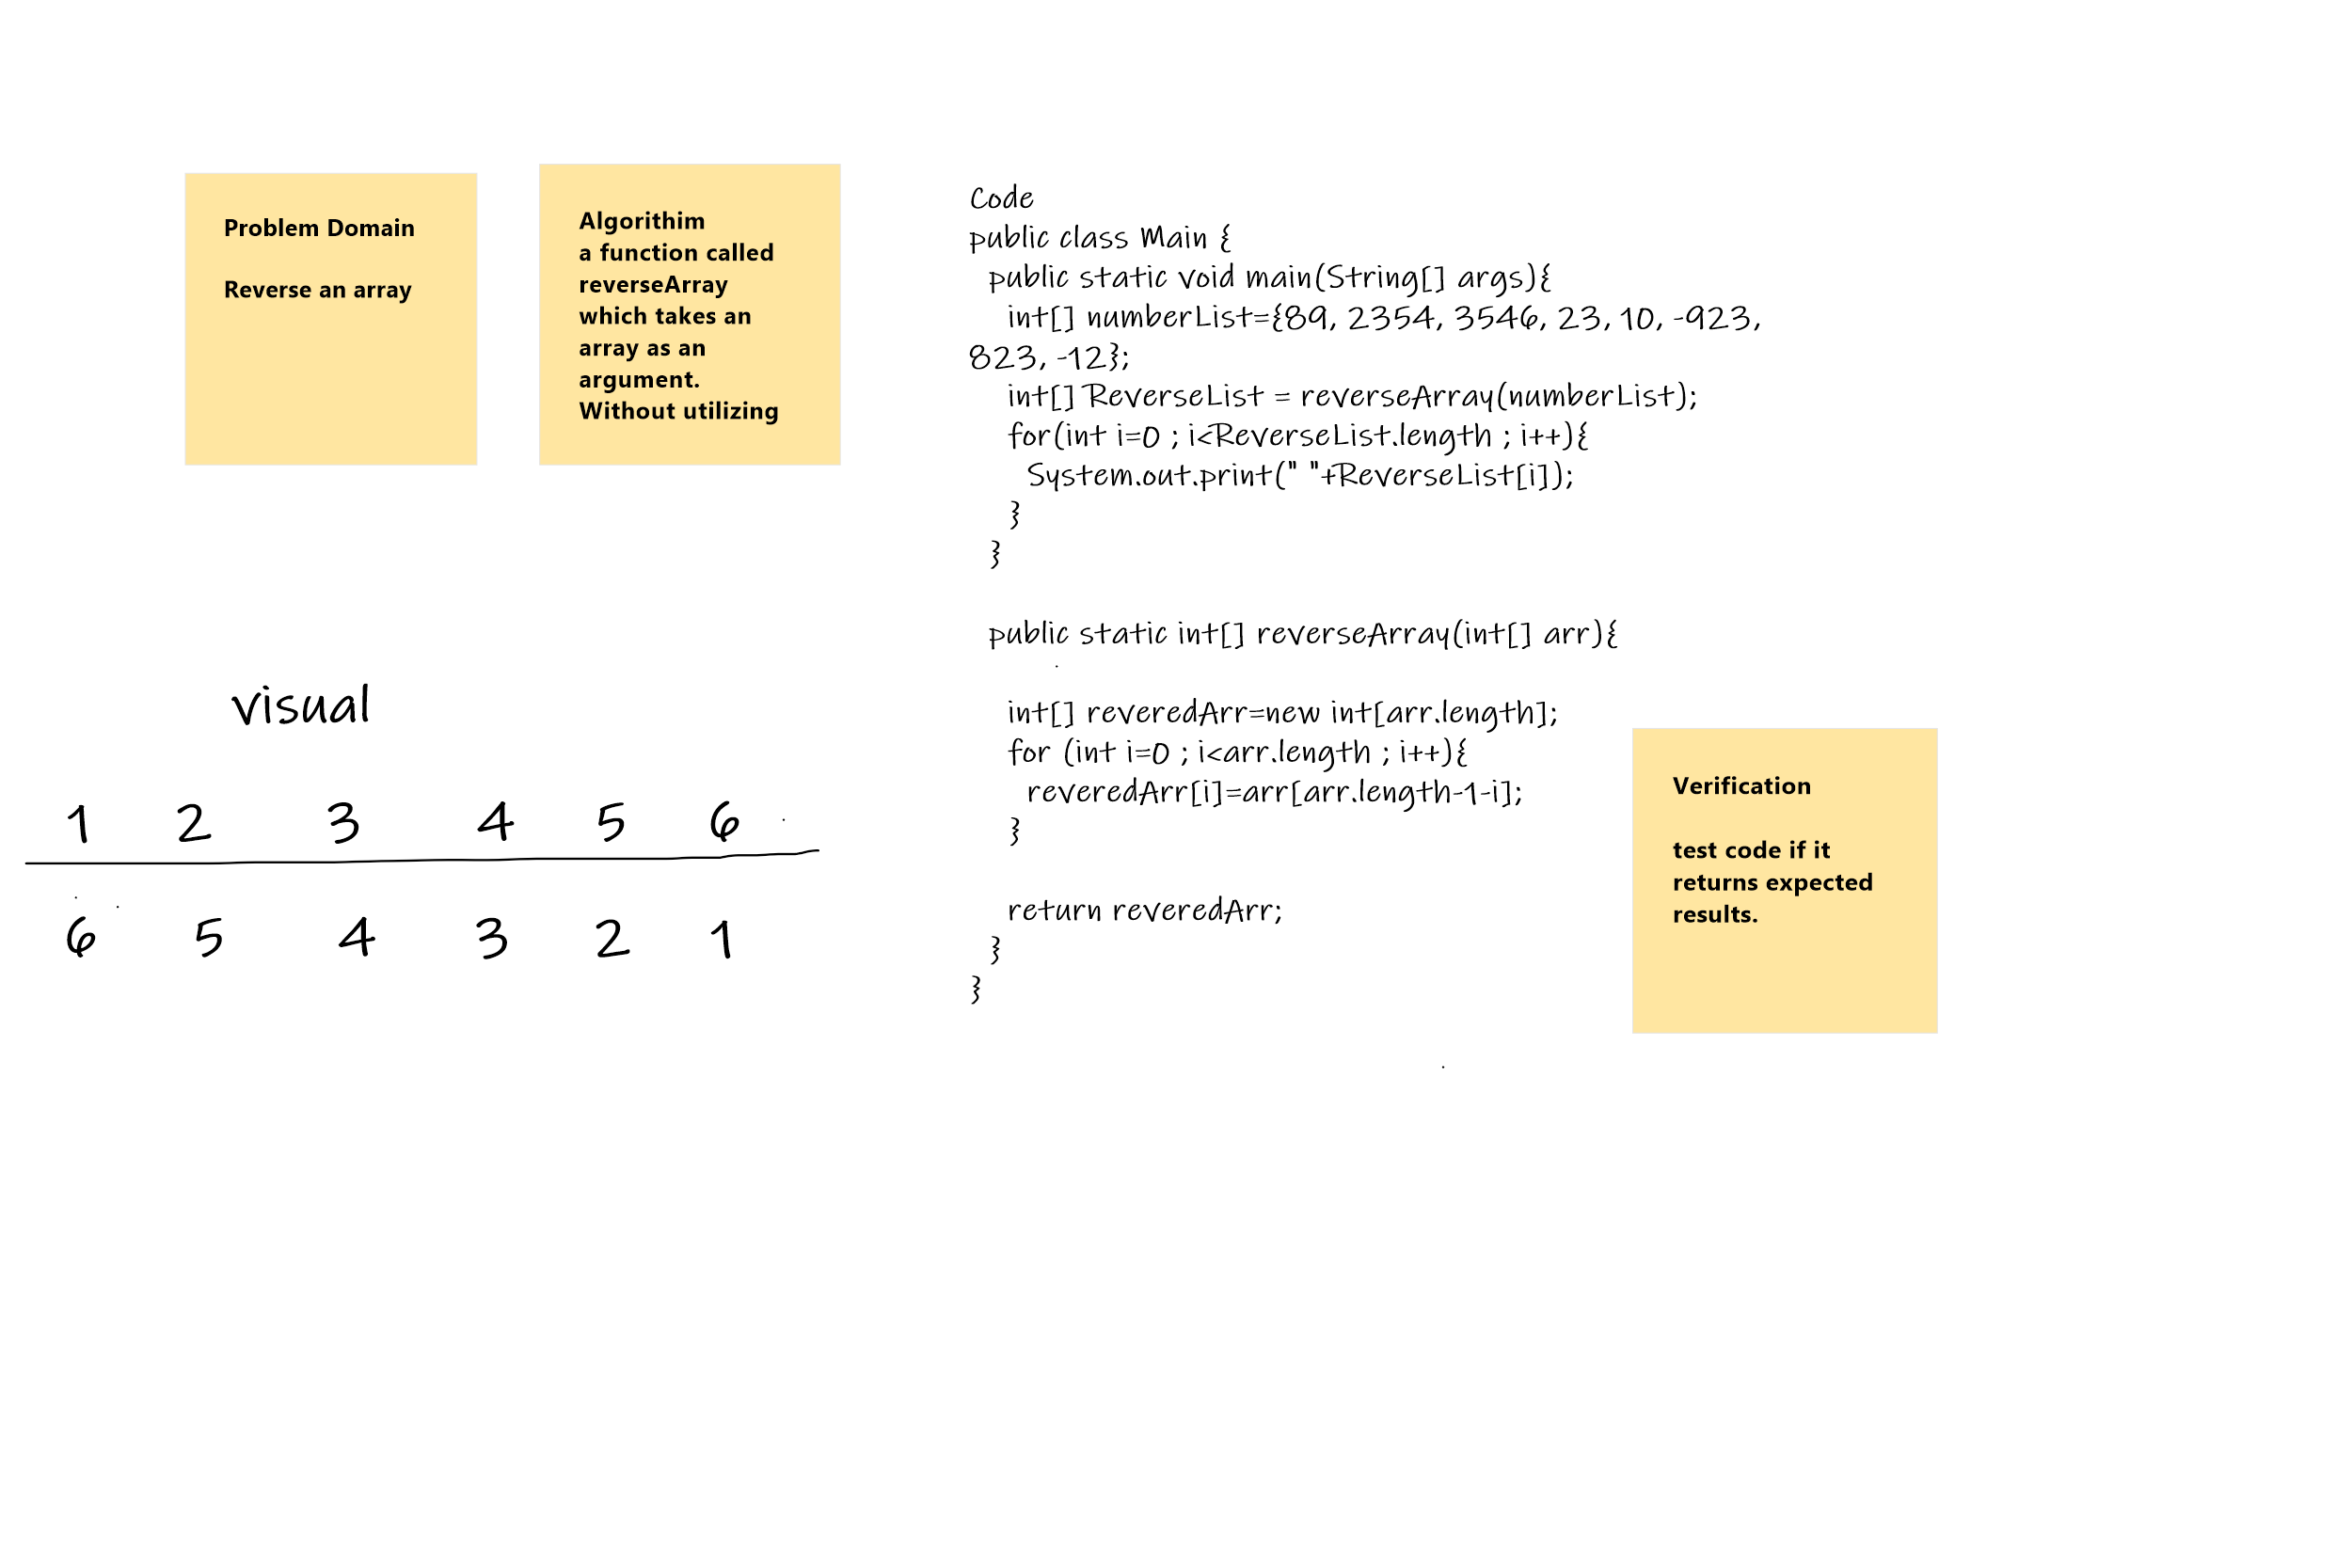 Problem Domain
Reverse an array
Algorithim
a function called
reverseArray
which takes an
array as an
argument.
Without utilizing
visual
1 2 3 4 5 6
6 5 4 3 2 1
Code
public class Main {
public static void main(String[] args){
int[] numberList={89, 2354, 3546, 23, 10, -923,
823, -12};
int[] ReverseList = reverseArray(numberList);
for(int i=0 ; i<ReverseList.length ; i++){
System.out.print(" "+ReverseList[i]);
}
}
public static int[] reverseArray(int[] arr){
int[] reveredArr=new int[arr.length];
for (int i=0 ; i<arr.length ; i++){
reveredArr[i]=arr[arr.length-1-i];
}
return reveredArr;
}
}
Verification
test code if it
returns expected
results.